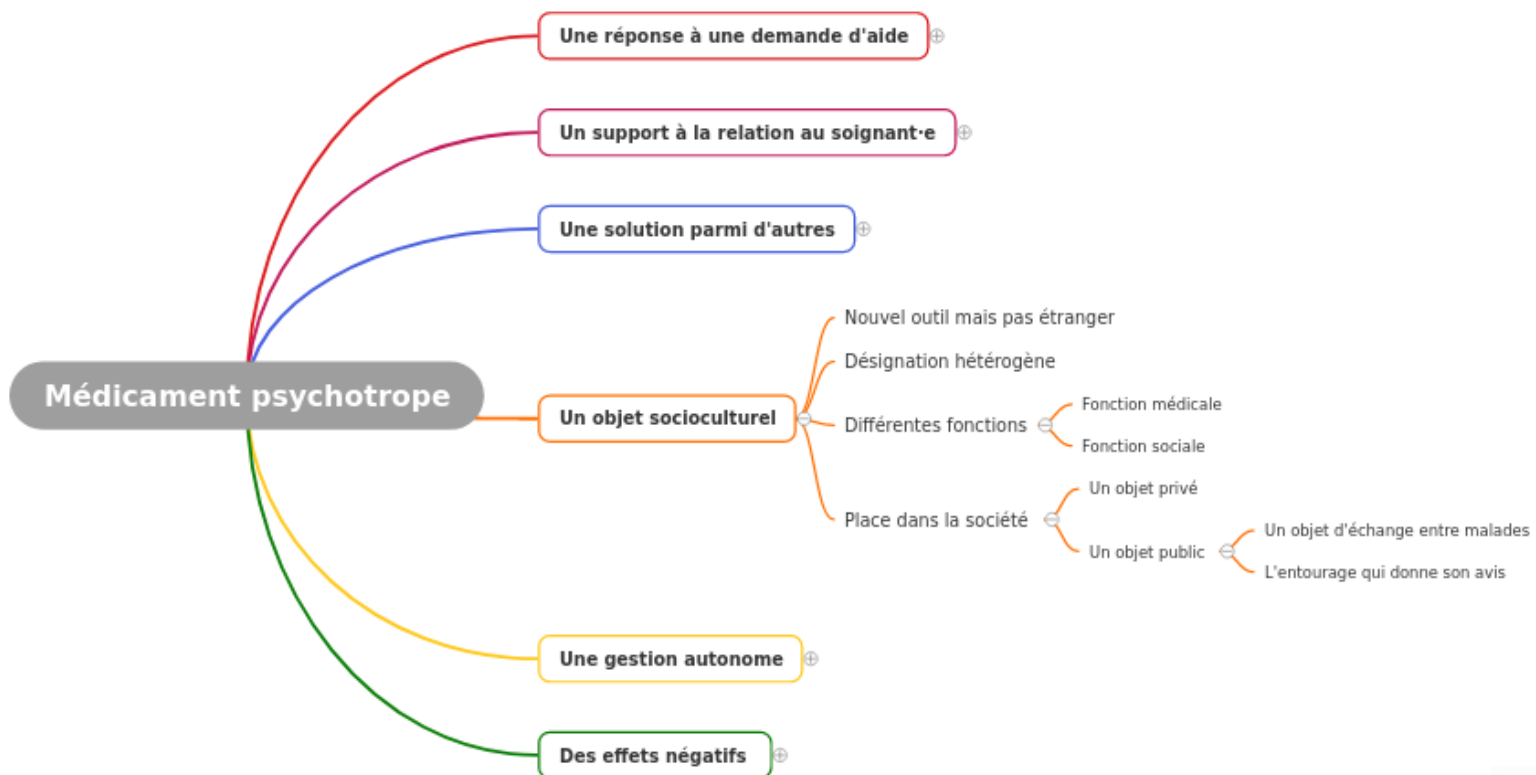 Une réponse à une demande d'aide
Un support à la relation au soignant·e
Une solution parmi d'autres
Médicament psychotrope
Un objet socioculturel
Nouvel outil mais pas étranger
Désignation hétérogène
Différentes fonctions
Fonction médicale
Fonction sociale
Place dans la société
Un objet privé
Un objet public
Un objet d'échange entre malades
L'entourage qui donne son avis
Une gestion autonome
Des effets négatifs